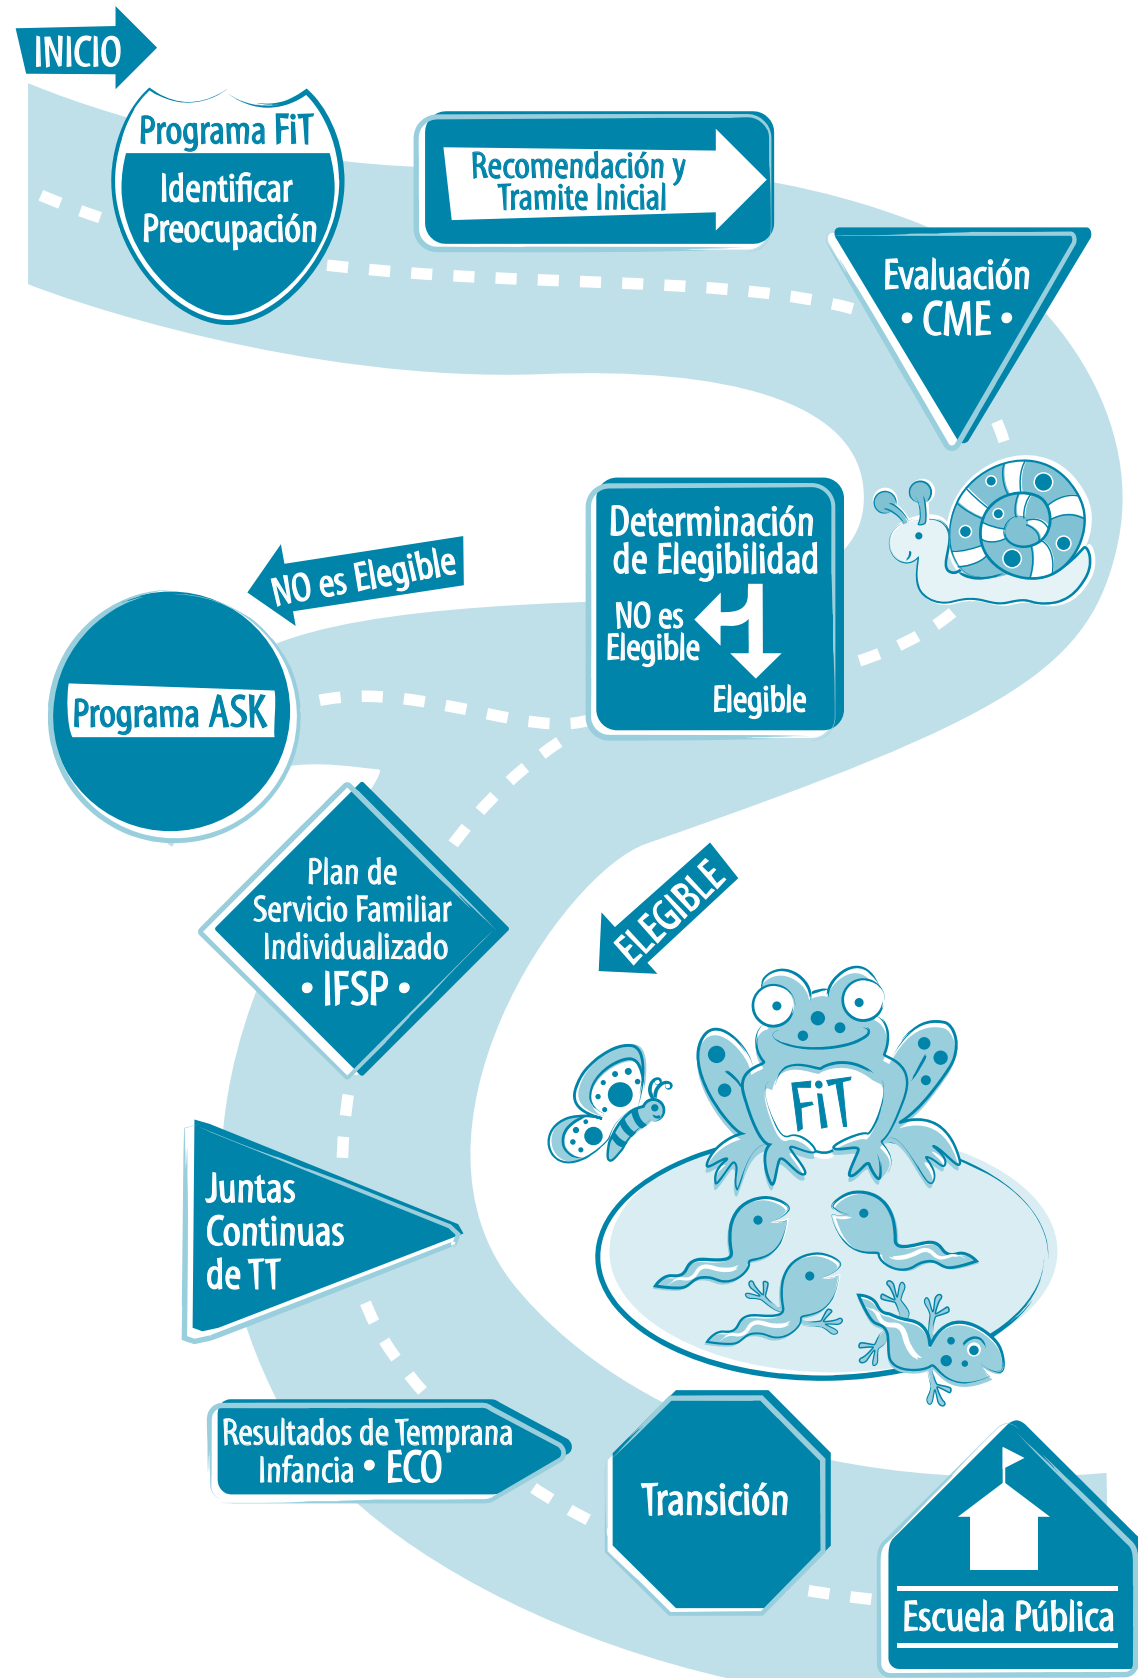 INICIO
Programa FiT
Identificar
Preocupación
Recomendación y
Tramite Inicial
Evaluación
• CME •
Determinación
de Elegibilidad
NO es
Elegible
Elegible
NO es Elegible
Programa ASK
Plan de
Servicio Familiar
Individualizado
• IFSP •
ELEGIBLE
FiT
Juntas
Continuas
de TT
Resultados de Temprana
Infancia • ECO
Transición
Escuela Pública